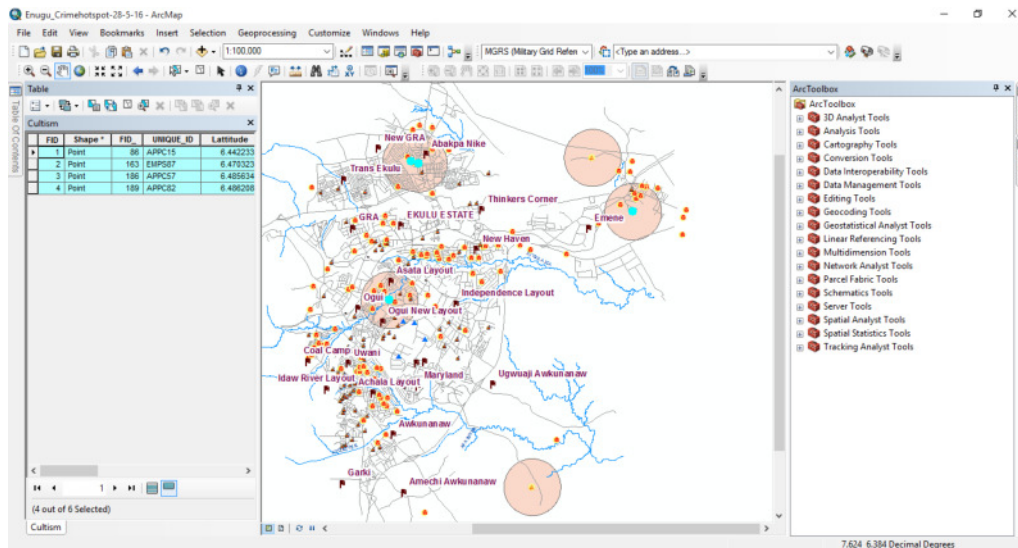 Enugu_Crimehotspot-28-5-16 - ArcMap
File Edit View Bookmarks Insert Selection Geoprocessing Customize Windows Help
1:100,000 MGRS (Military Grid Refere <Type an address...>
Table Of Contents
Table
Cultism
FID Shape * FID_ UNIQUE_ID Lattitude
1 Point 86 APPC15 6.442233
2 Point 163 EMPS87 6.470323
3 Point 186 APPC57 6.485634
4 Point 189 APPC82 6.486208
1
(4 out of 6 Selected)
Cultism
New GRA
Abakpa Nike
Trans Ekulu
Thinkers Corner
GRA
EKULU ESTATE
Emene
New Haven
Asata Layout
Independence Layout
Ogui
Ogui New Layout
Coal Camp
Uwani
Idaw River Layout
Achala Layout
Maryland
Ugwuaji Awkunanaw
Awkunanaw
Garki
Amechi Awkunanaw
ArcToolbox
ArcToolbox
3D Analyst Tools
Analysis Tools
Cartography Tools
Conversion Tools
Data Interoperability Tools
Data Management Tools
Editing Tools
Geocoding Tools
Geostatistical Analyst Tools
Linear Referencing Tools
Multidimension Tools
Network Analyst Tools
Parcel Fabric Tools
Schematics Tools
Server Tools
Spatial Analyst Tools
Spatial Statistics Tools
Tracking Analyst Tools
7.624 6.384 Decimal Degrees